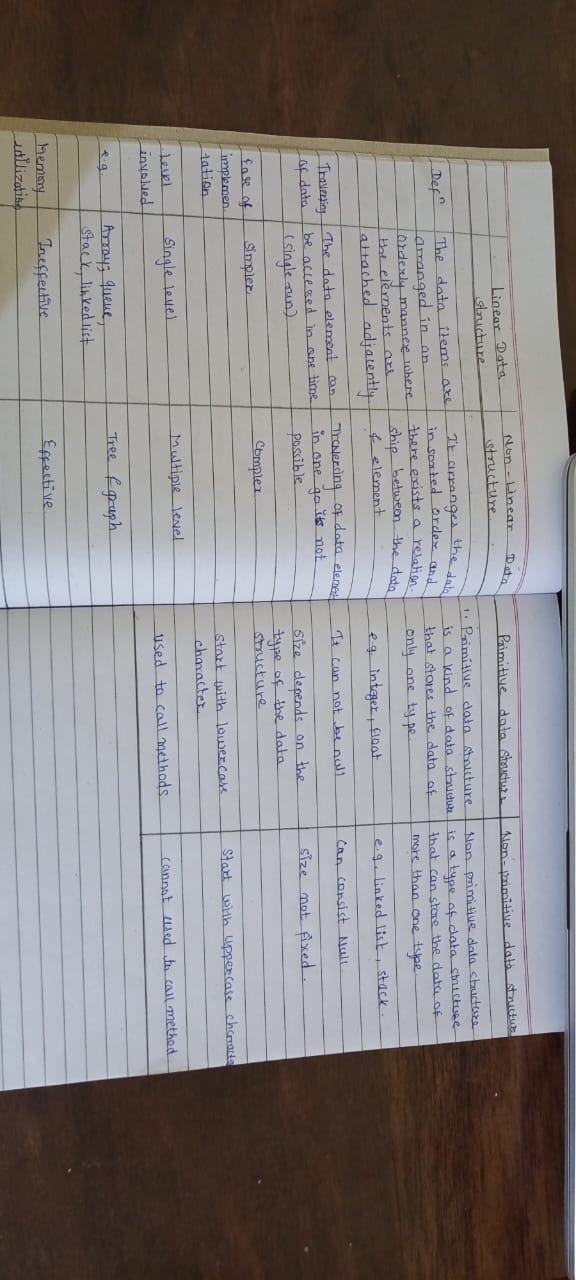 Linear Data
structure
Non-Linear Data
structure
Defn
The data items are
arranged in an
orderly manner where
the elements are
attached adjacently
It arranges the data
in sorted order and
there exists a relation-
ship between the data
& element
Traversing
of data
The data element can
be accessed in one time
(single run)
Traversing of data element
in one go is not
possible
Ease of
implemen
tation
Simpler
Complex
level
involved
Single level
Multiple level
e.g
Arrays, queue,
stack, linked list
Tree & graph
Memory
utilization
Ineffective
Effective
Primitive data structure
Non-primitive data structure
1. Primitive data structure
is a kind of data structure
that stores the data of
only one type
Non primitive data structure
is a type of data structure
that can store the data of
more than one type
e.g. integer, float
e.g. linked list, stack.
It can not be null
Can consist Null
Size depends on the
type of the data
structure
Size not fixed.
Start with lowercase
character
Start with uppercase characte
used to call methods
cannot used to call method